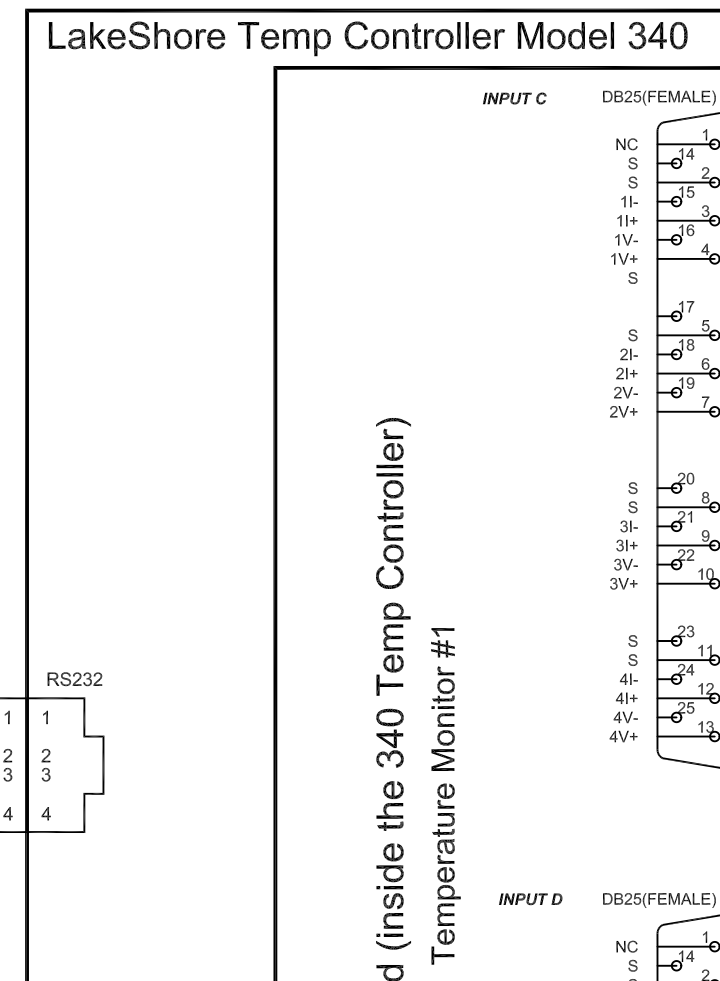 LakeShore Temp Controller Model 340
INPUT C
DB25(FEMALE)
NC 1
S 14
S 2
1I- 15
1I+ 3
1V- 16
1V+ 4
S
17
S 5
2I- 18
2I+ 6
2V- 19
2V+ 7
S 20
S 8
3I- 21
3I+ 9
3V- 22
3V+ 10
S 23
S 11
4I- 24
4I+ 12
4V- 25
4V+ 13
d (inside the 340 Temp Controller)
Temperature Monitor #1
RS232
1 1
2 2
3 3
4 4
INPUT D
DB25(FEMALE)
NC 1
S 14
2